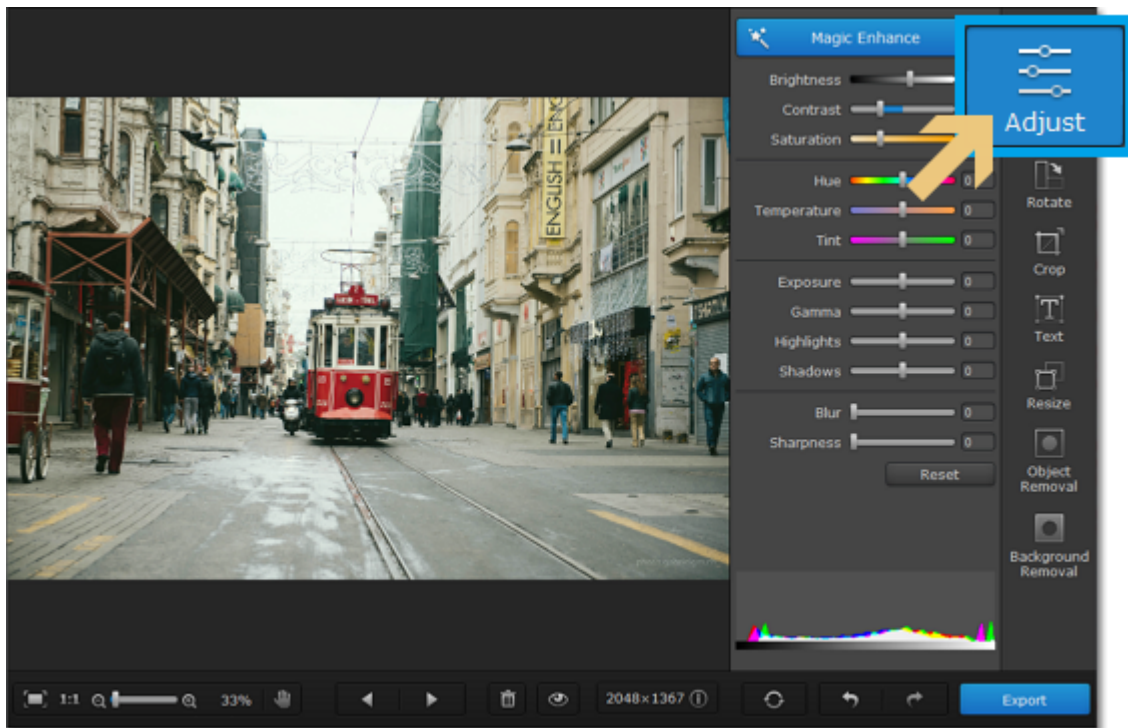 Magic Enhance
Adjust
Brightness
Contrast
Saturation
Hue 0
Temperature 0
Tint 0
Exposure 0
Gamma 0
Highlights 0
Shadows 0
Blur 0
Sharpness 0
Reset
Rotate
Crop
Text
Resize
Object
Removal
Background
Removal
ENGLISH
1:1
33%
2048×1367
Export